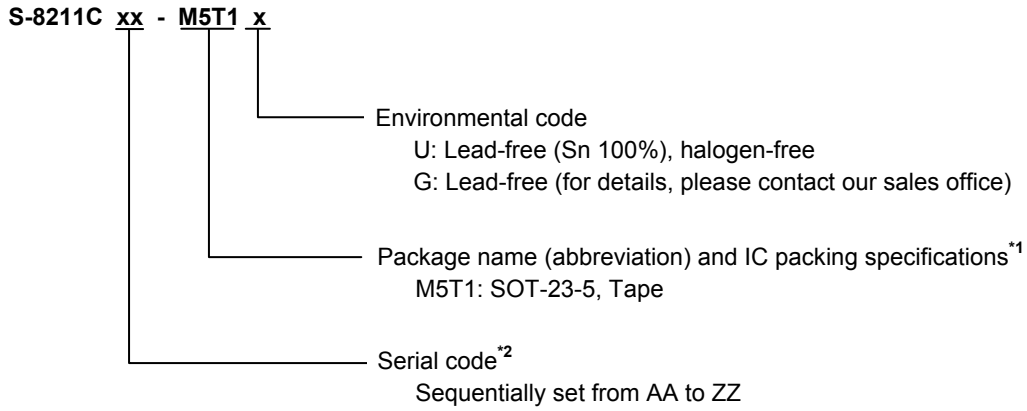 S-8211C xx - M5T1 x
Environmental code
U: Lead-free (Sn 100%), halogen-free
G: Lead-free (for details, please contact our sales office)
Package name (abbreviation) and IC packing specifications*1
M5T1: SOT-23-5, Tape
Serial code*2
Sequentially set from AA to ZZ